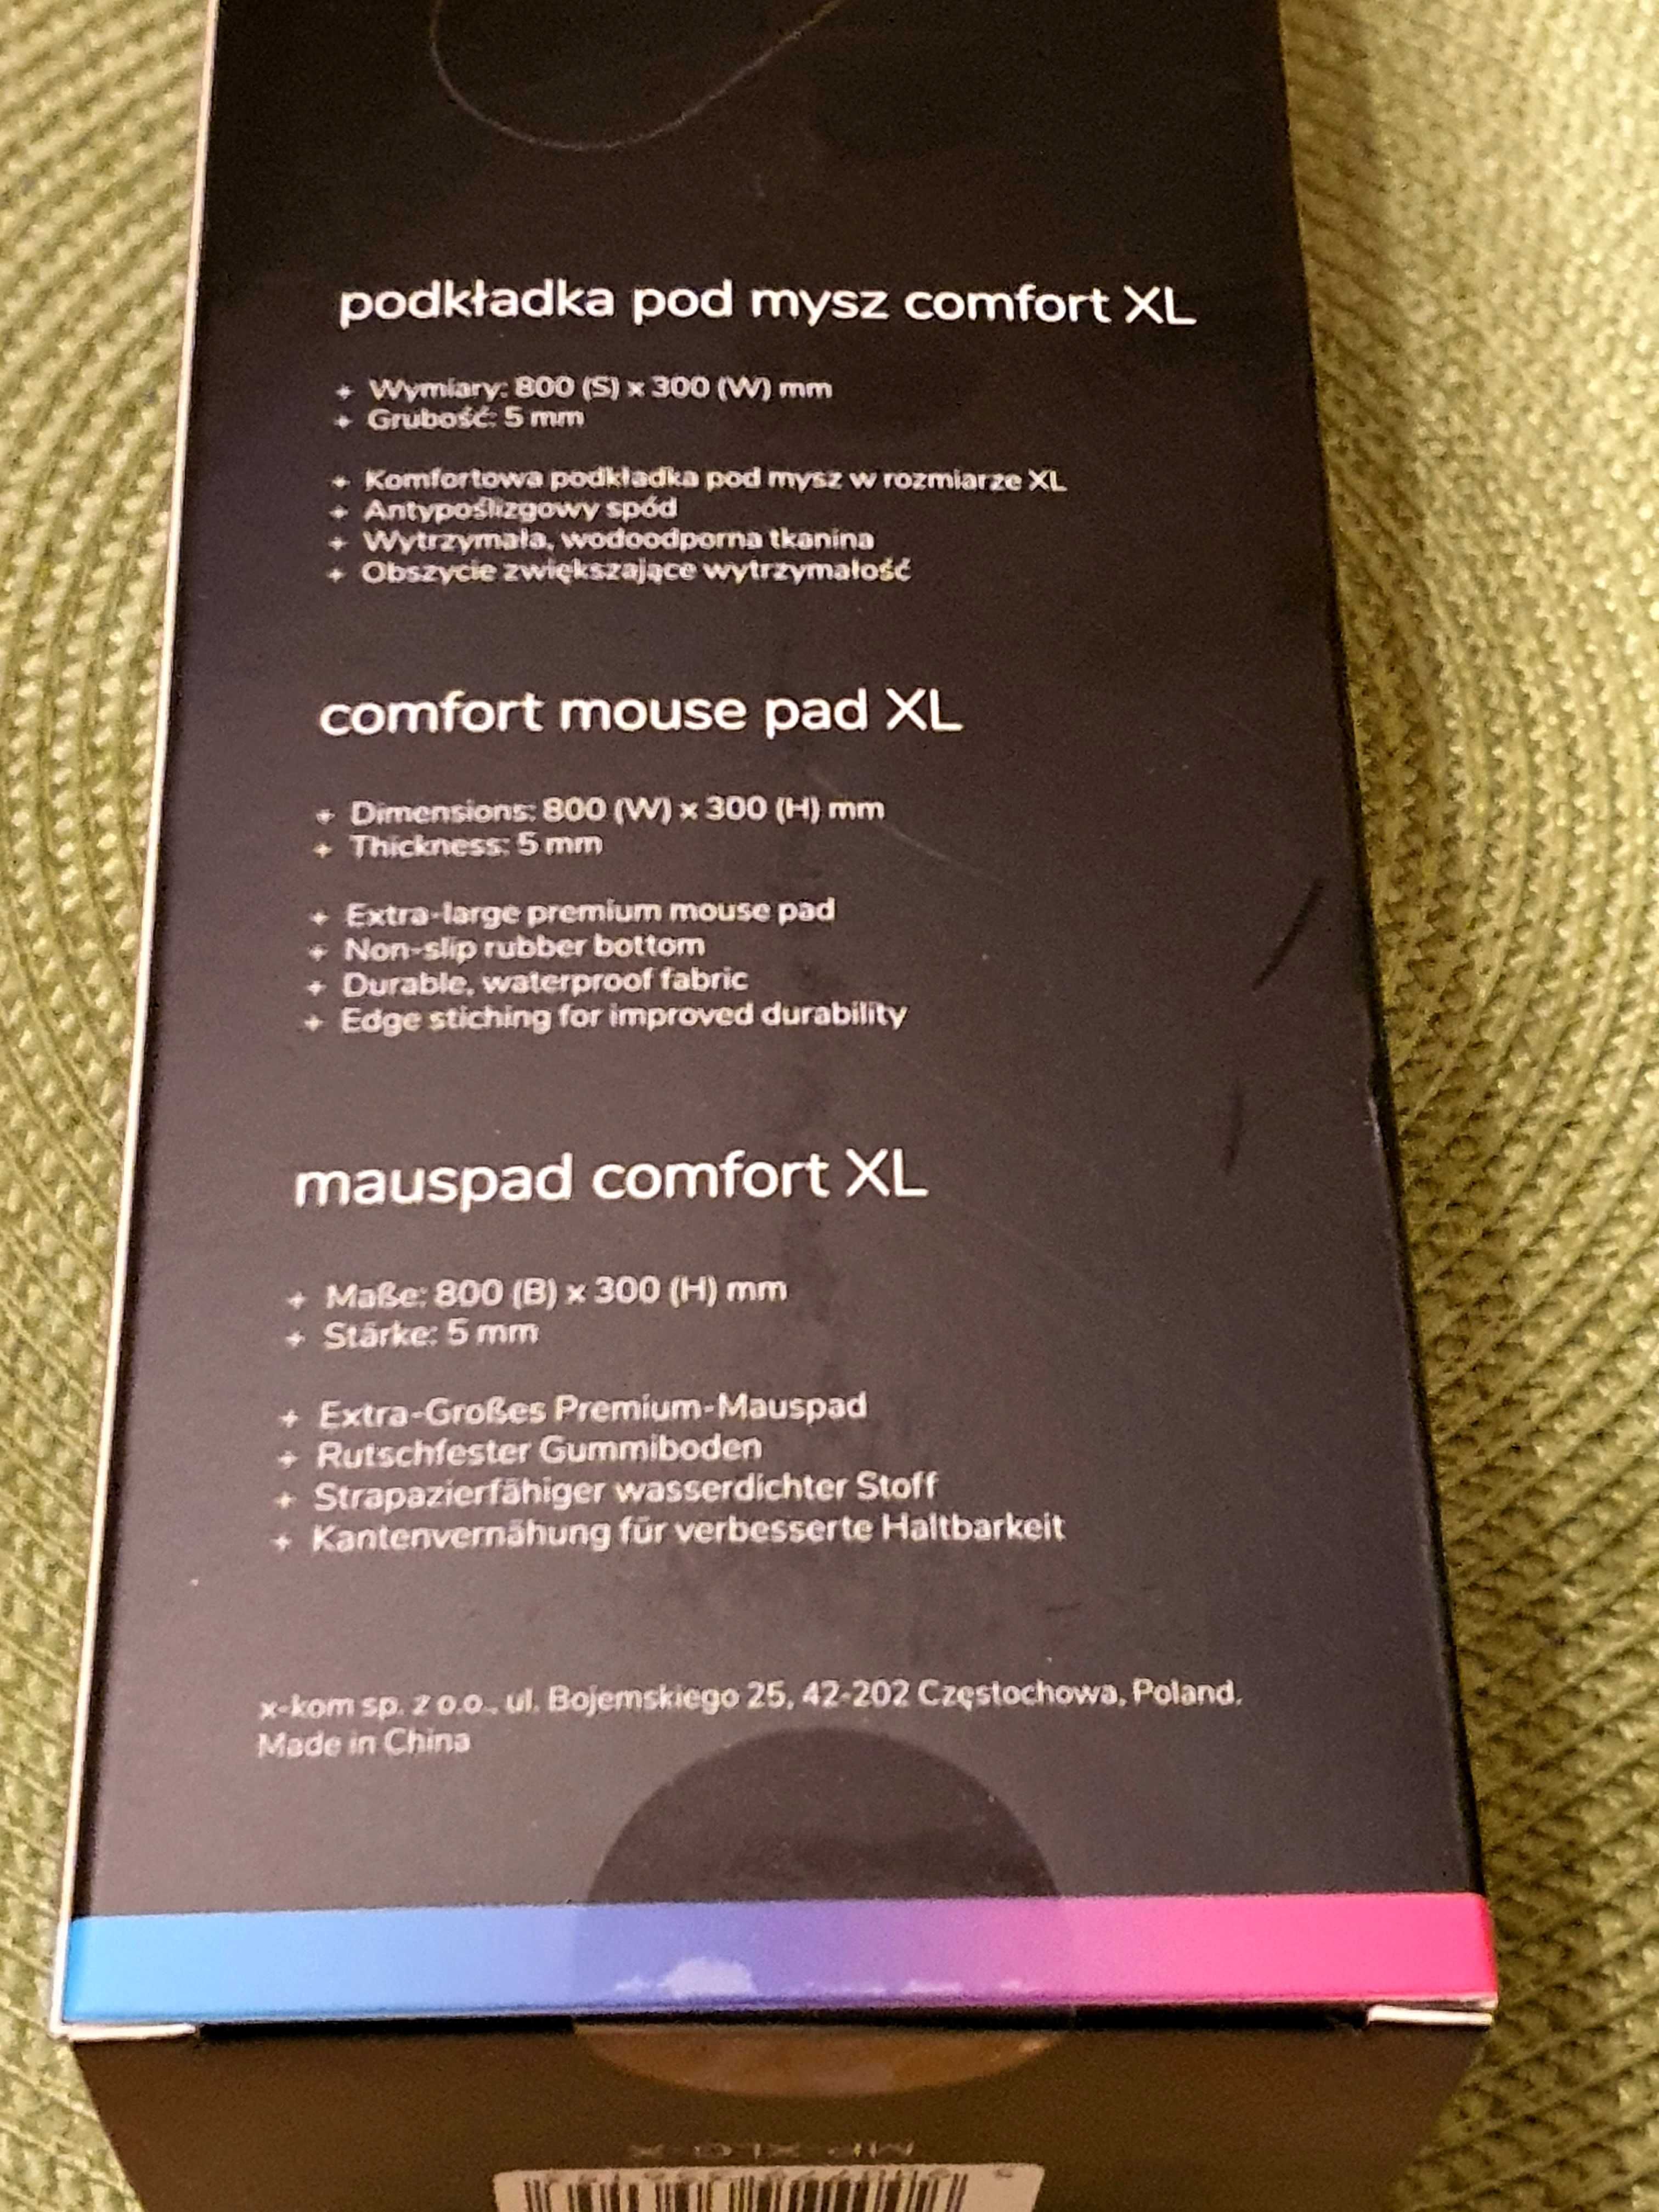 podkładka pod mysz comfort XL
+ Wymiary: 800 (S) x 300 (W) mm
+ Grubość: 5 mm
+ Komfortowa podkładka pod mysz w rozmiarze XL
+ Antypoślizgowy spód
+ Wytrzymała, wodoodporna tkanina
+ Obszycie zwiększające wytrzymałość
comfort mouse pad XL
+ Dimensions: 800 (W) x 300 (H) mm
+ Thickness: 5 mm
+ Extra-large premium mouse pad
+ Non-slip rubber bottom
+ Durable, waterproof fabric
+ Edge stiching for improved durability
mauspad comfort XL
+ Maße: 800 (B) x 300 (H) mm
+ Stärke: 5 mm
+ Extra-Großes Premium-Mauspad
+ Rutschfester Gummiboden
+ Strapazierfähiger wasserdichter Stoff
+ Kantenvernähung für verbesserte Haltbarkeit
x-kom sp. z o.o., ul. Bojemskiego 25, 42-202 Częstochowa, Poland.
Made in China